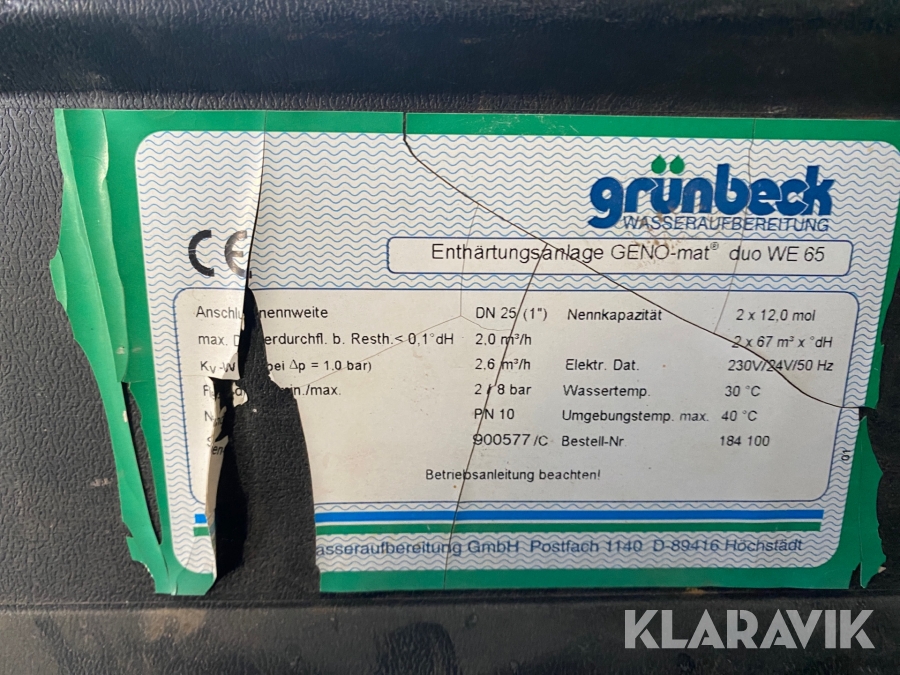 grünbeck
WASSERAUFBEREITUNG
CE
Enthärtungsanlage GENO-mat® duo WE 65
Anschlu nennweite DN 25 (1") Nennkapazität 2 x 12,0 mol
max. D erdurchfl. b. Resth.< 0,1°dH 2,0 m³/h 2 x 67 m³ x °dH
Kv-W bei Δp = 1.0 bar) 2,6 m³/h Elektr. Dat. 230V/24V/50 Hz
in./max. 2 / 8 bar Wassertemp. 30 °C
PN 10 Umgebungstemp. max. 40 °C
900577 /C Bestell-Nr. 184 100
Betriebsanleitung beachten!
asseraufbereitung GmbH Postfach 1140 D-89416 Höchstädt
KLARAVIK